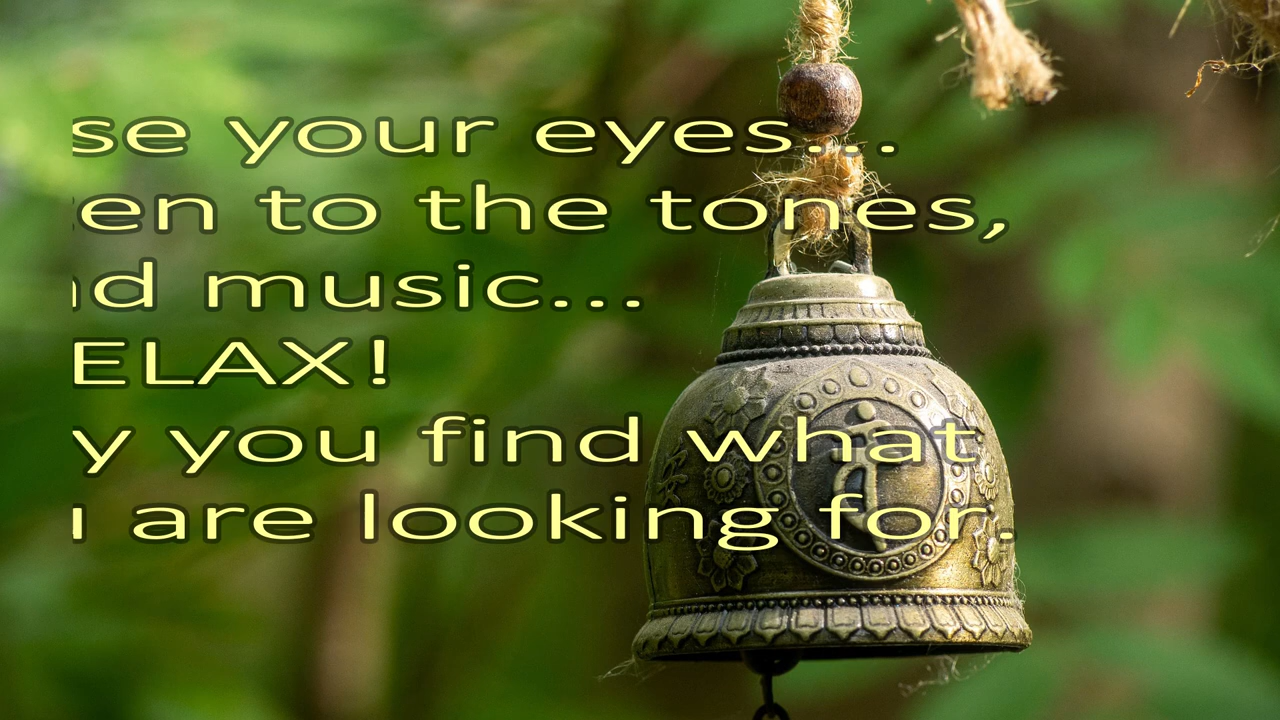 se your eyes...
en to the tones,
d music...
ELAX!
y you find what
are looking for.